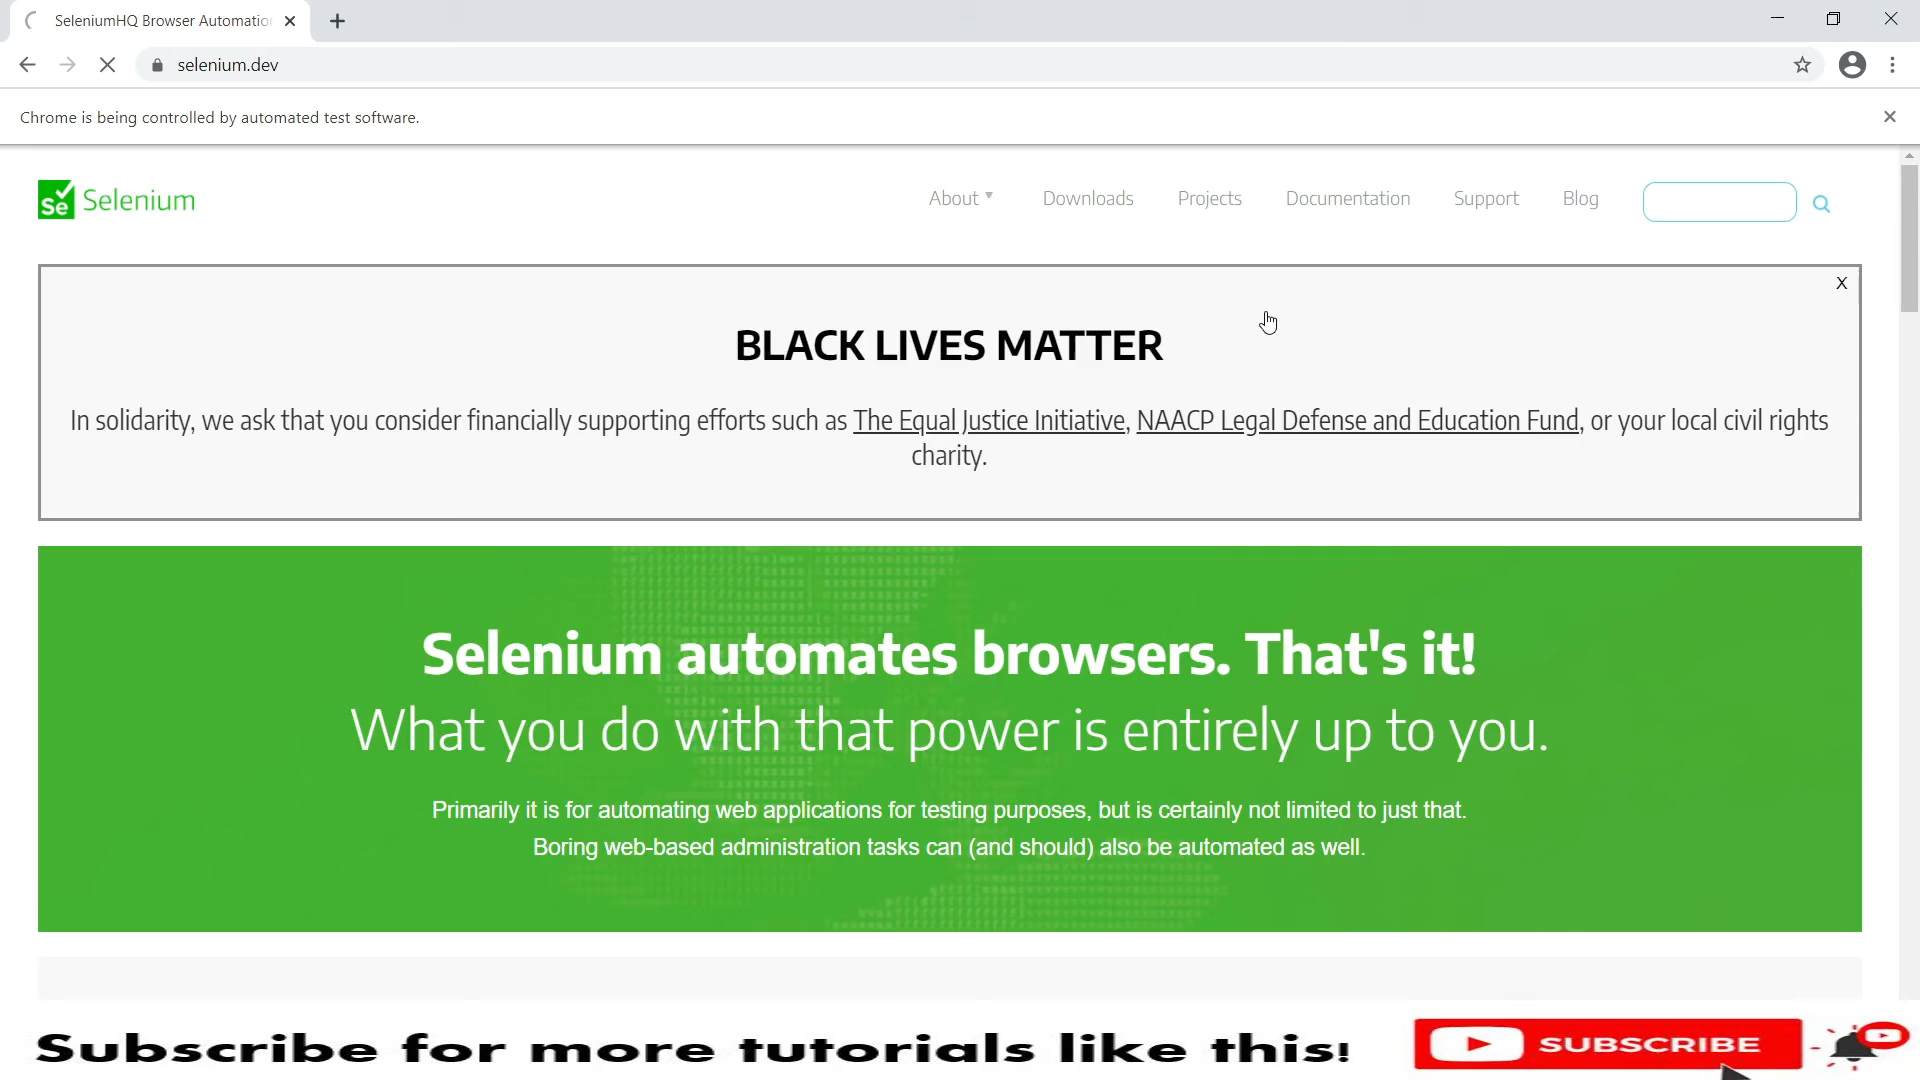 SeleniumHQ Browser Automatio
selenium.dev
Chrome is being controlled by automated test software.
Se Selenium
About Downloads Projects Documentation Support Blog
X
BLACK LIVES MATTER
In solidarity, we ask that you consider financially supporting efforts such as The Equal Justice Initiative, NAACP Legal Defense and Education Fund, or your local civil rights
charity.
Selenium automates browsers. That's it!
What you do with that power is entirely up to you.
Primarily it is for automating web applications for testing purposes, but is certainly not limited to just that.
Boring web-based administration tasks can (and should) also be automated as well.
Subscribe for more tutorials like this!
SUBSCRIBE